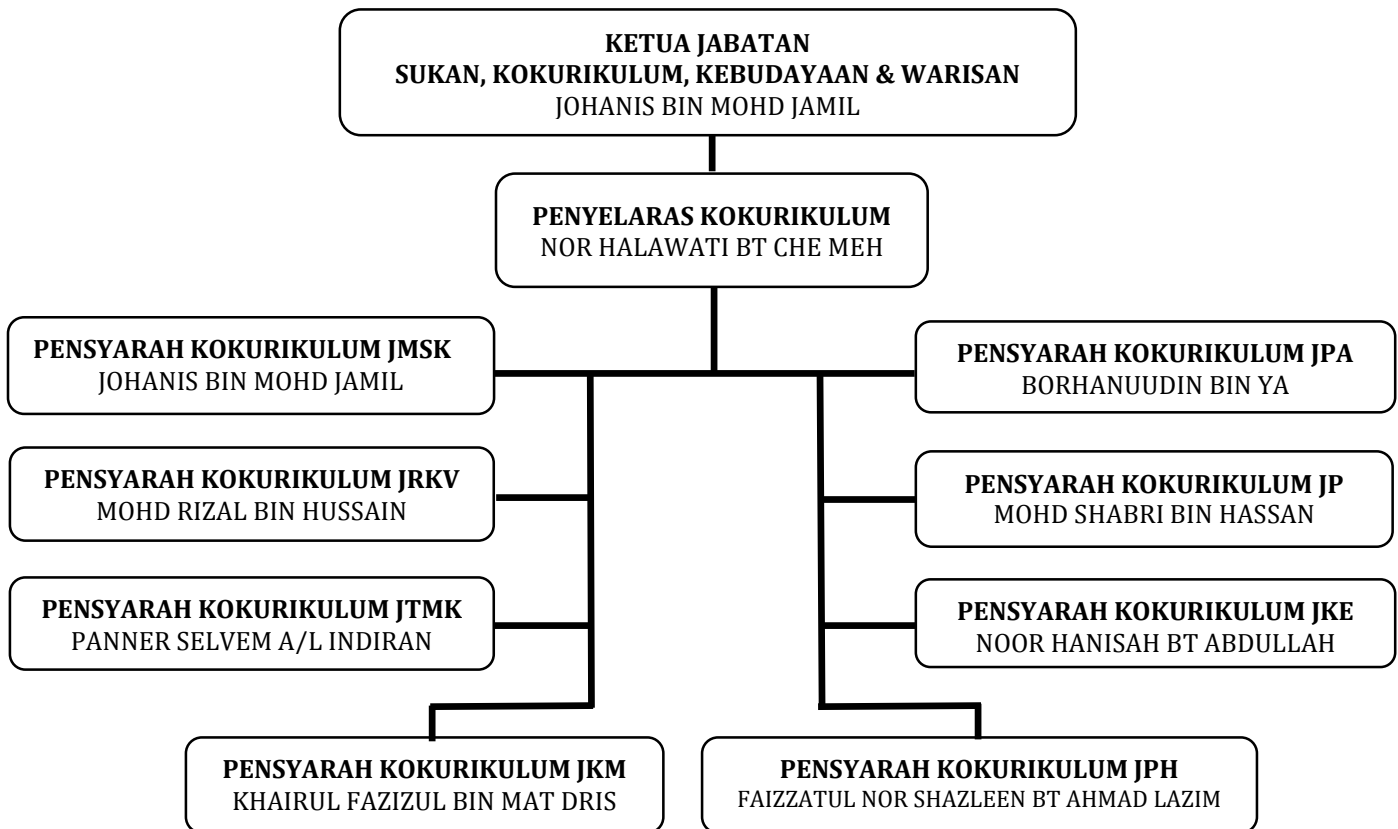 KETUA JABATAN
SUKAN, KOKURIKULUM, KEBUDAYAAN & WARISAN
JOHANIS BIN MOHD JAMIL
PENYELARAS KOKURIKULUM
NOR HALAWATI BT CHE MEH
PENSYARAH KOKURIKULUM JMSK
JOHANIS BIN MOHD JAMIL
PENSYARAH KOKURIKULUM JPA
BORHANUUDIN BIN YA
PENSYARAH KOKURIKULUM JRKV
MOHD RIZAL BIN HUSSAIN
PENSYARAH KOKURIKULUM JP
MOHD SHABRI BIN HASSAN
PENSYARAH KOKURIKULUM JTMK
PANNER SELVEM A/L INDIRAN
PENSYARAH KOKURIKULUM JKE
NOOR HANISAH BT ABDULLAH
PENSYARAH KOKURIKULUM JKM
KHAIRUL FAZIZUL BIN MAT DRIS
PENSYARAH KOKURIKULUM JPH
FAIZZATUL NOR SHAZLEEN BT AHMAD LAZIM